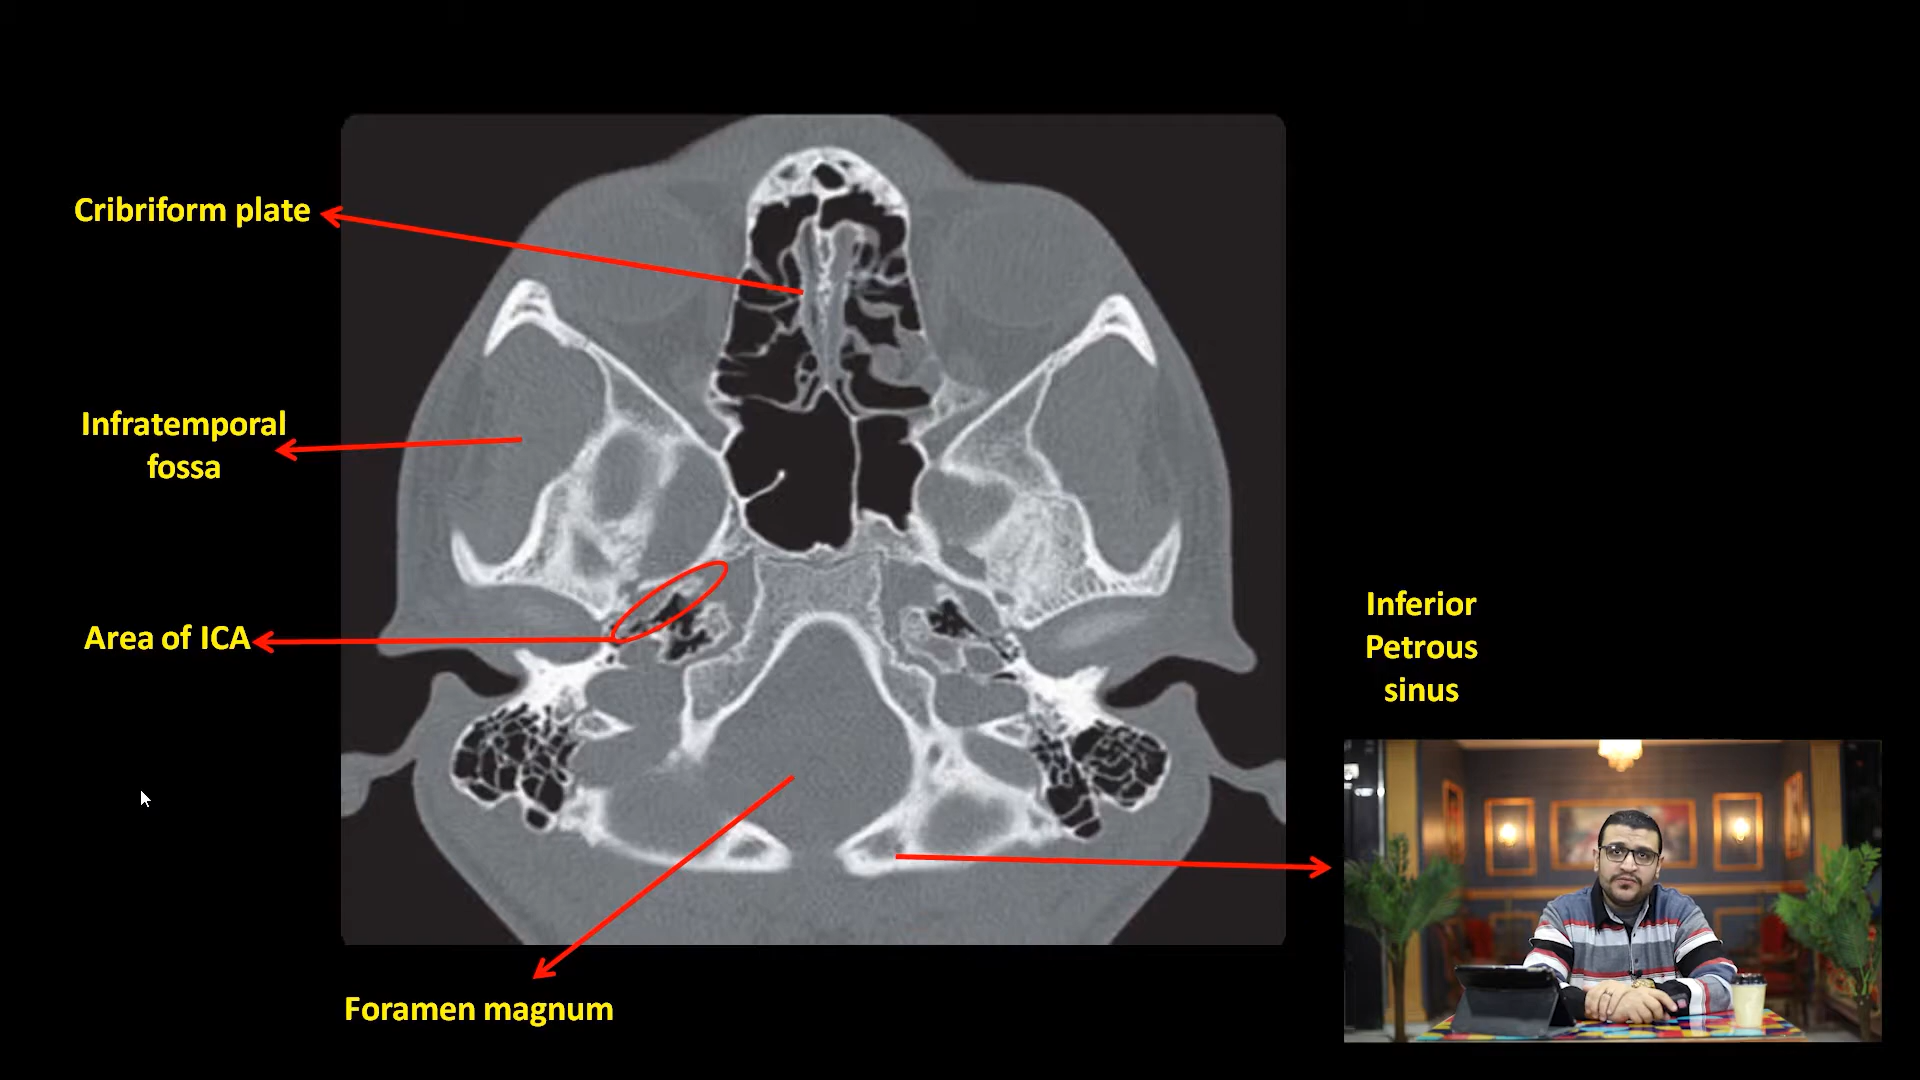 Cribriform plate
Infratemporal
fossa
Area of ICA
Inferior
Petrous
sinus
Foramen magnum